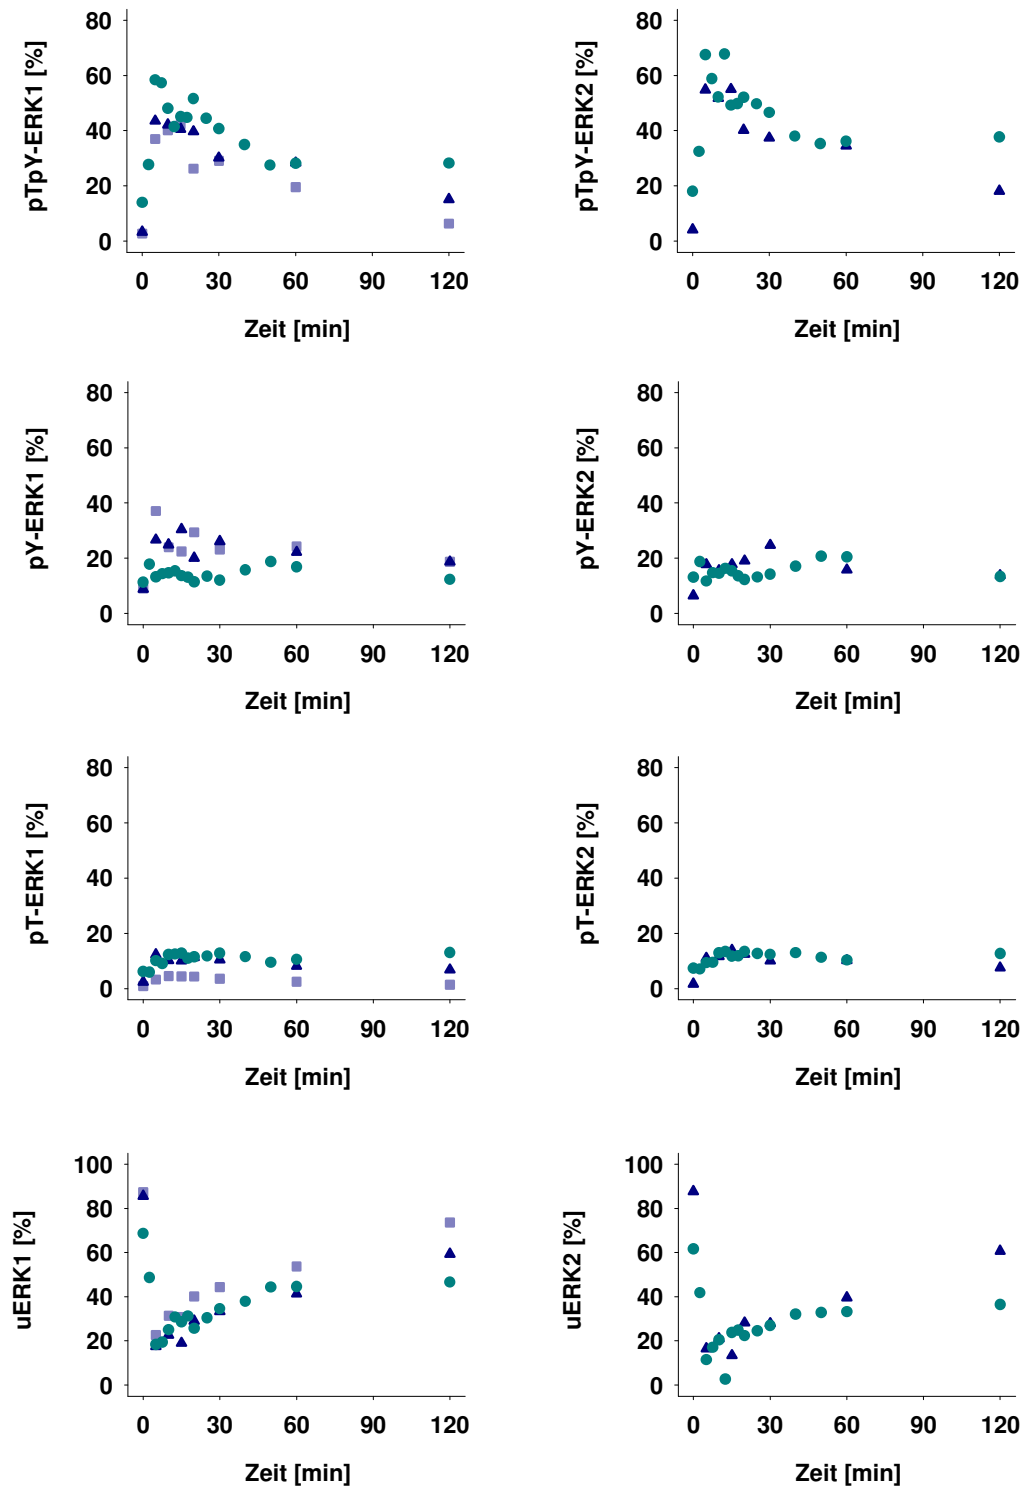 pTpY-ERK1 [%]
80
60
40
20
0
0 30 60 90 120
Zeit [min]
pTpY-ERK2 [%]
80
60
40
20
0
0 30 60 90 120
Zeit [min]
pY-ERK1 [%]
80
60
40
20
0
0 30 60 90 120
Zeit [min]
pY-ERK2 [%]
80
60
40
20
0
0 30 60 90 120
Zeit [min]
pT-ERK1 [%]
80
60
40
20
0
0 30 60 90 120
Zeit [min]
pT-ERK2 [%]
80
60
40
20
0
0 30 60 90 120
Zeit [min]
uERK1 [%]
100
80
60
40
20
0
0 30 60 90 120
Zeit [min]
uERK2 [%]
100
80
60
40
20
0
0 30 60 90 120
Zeit [min]